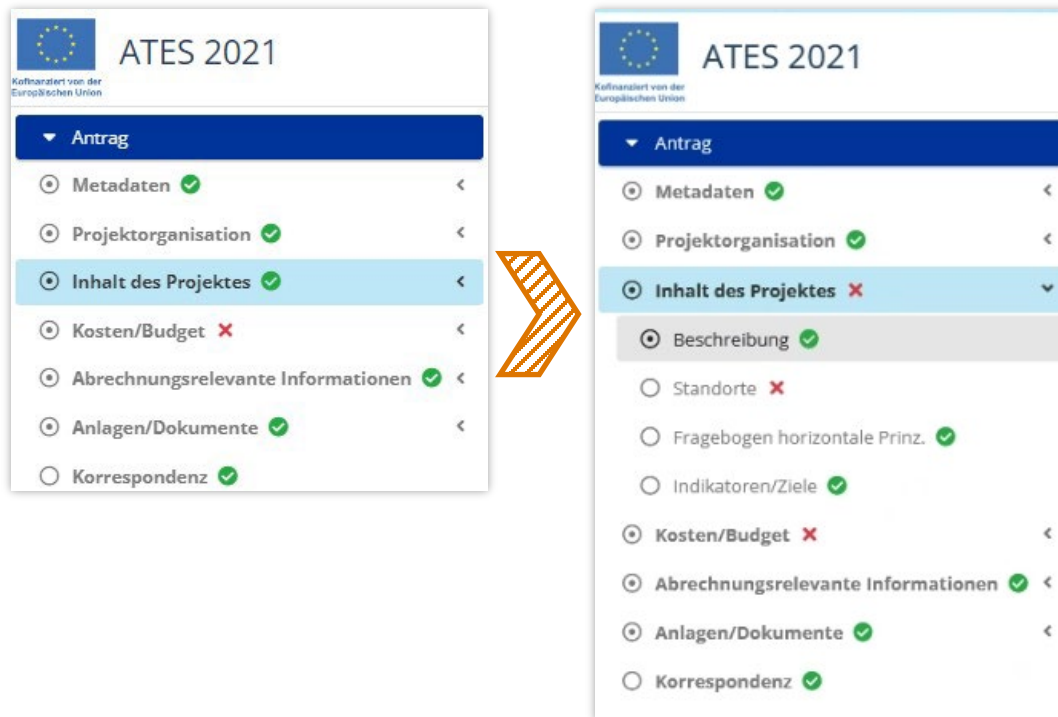 ATES 2021
Kofinanziert von der
Europäischen Union
Antrag
Metadaten
Projektorganisation
Inhalt des Projektes
Kosten/Budget
Abrechnungsrelevante Informationen
Anlagen/Dokumente
Korrespondenz
ATES 2021
Kofinanziert von der
Europäischen Union
Antrag
Metadaten
Projektorganisation
Inhalt des Projektes
Beschreibung
Standorte
Fragebogen horizontale Prinz.
Indikatoren/Ziele
Kosten/Budget
Abrechnungsrelevante Informationen
Anlagen/Dokumente
Korrespondenz